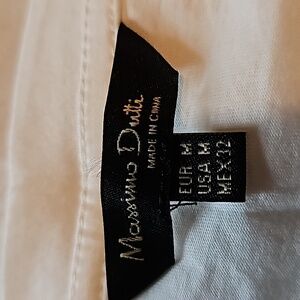 Massimo Dutti
MADE IN CHINA
EUR M
USA M
MEX 32